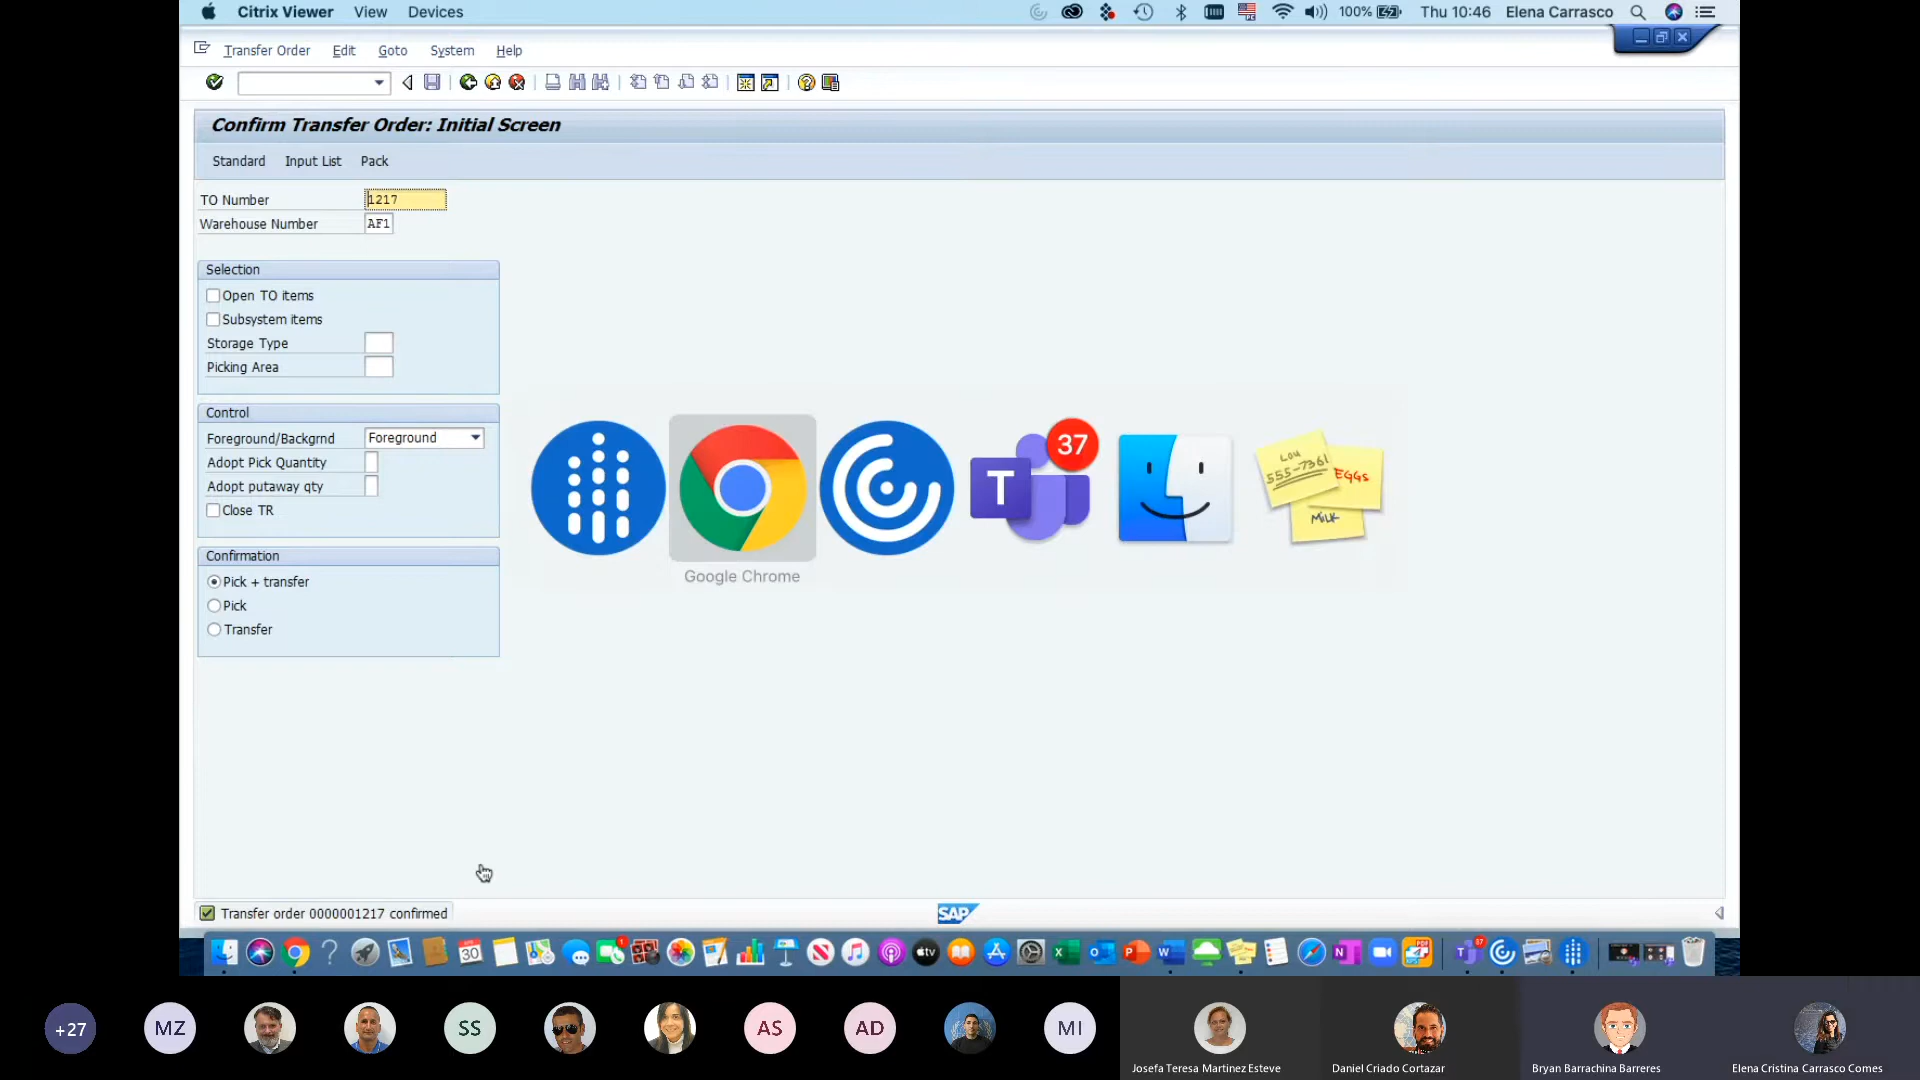 Citrix Viewer View Devices
100% Thu 10:46 Elena Carrasco
Transfer Order Edit Goto System Help
Confirm Transfer Order: Initial Screen
Standard Input List Pack
TO Number 1217
Warehouse Number AF1
Selection
Open TO items
Subsystem items
Storage Type
Picking Area
Control
Foreground/Backgrnd Foreground
Adopt Pick Quantity
Adopt putaway qty
Close TR
Confirmation
Pick + transfer
Pick
Transfer
37
T
LOU
555-7361
EGGS
MILK
Google Chrome
Transfer order 0000001217 confirmed
SAP
30
tv
+27
MZ
SS
AS
AD
MI
Josefa Teresa Martinez Esteve
Daniel Criado Cortazar
Bryan Barrachina Barreres
Elena Cristina Carrasco Comes